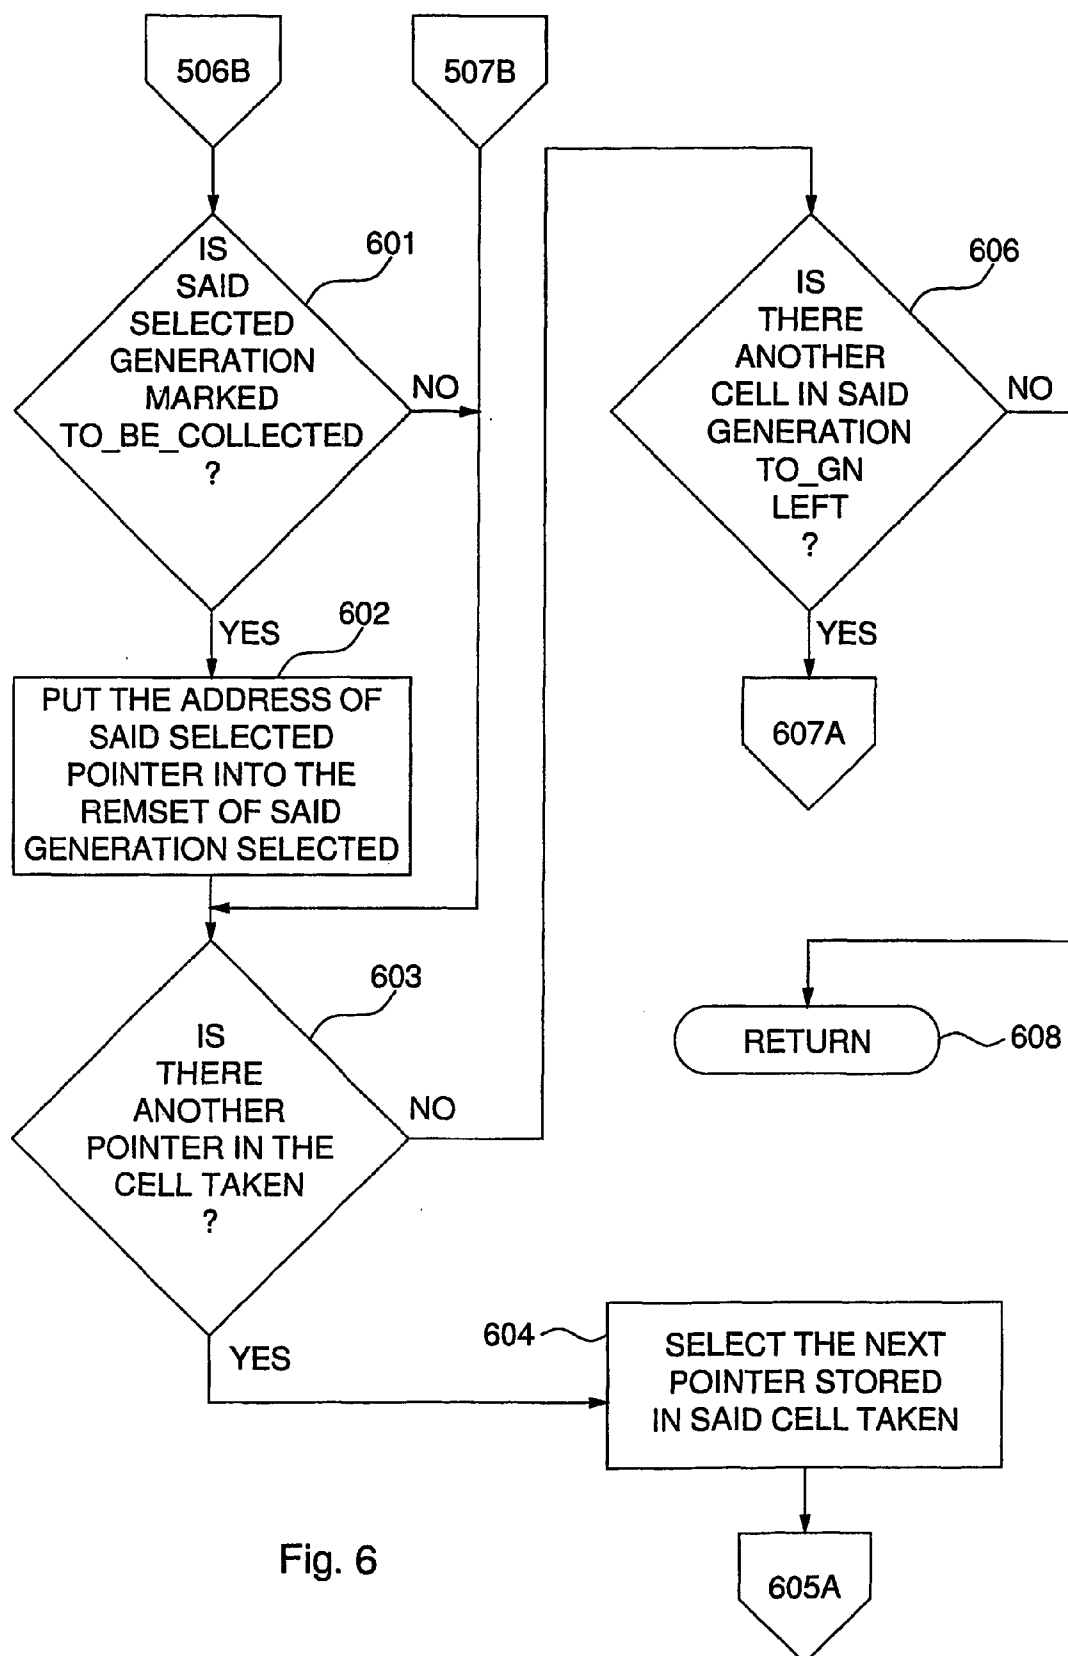 506B
507B
601
IS
SAID
SELECTED
GENERATION
MARKED
TO_BE_COLLECTED
?
NO
YES
602
PUT THE ADDRESS OF
SAID SELECTED
POINTER INTO THE
REMSET OF SAID
GENERATION SELECTED
603
IS
THERE
ANOTHER
POINTER IN THE
CELL TAKEN
?
NO
YES
604
SELECT THE NEXT
POINTER STORED
IN SAID CELL TAKEN
605A
606
IS
THERE
ANOTHER
CELL IN SAID
GENERATION
TO_GN
LEFT
?
NO
YES
607A
RETURN
608
Fig. 6